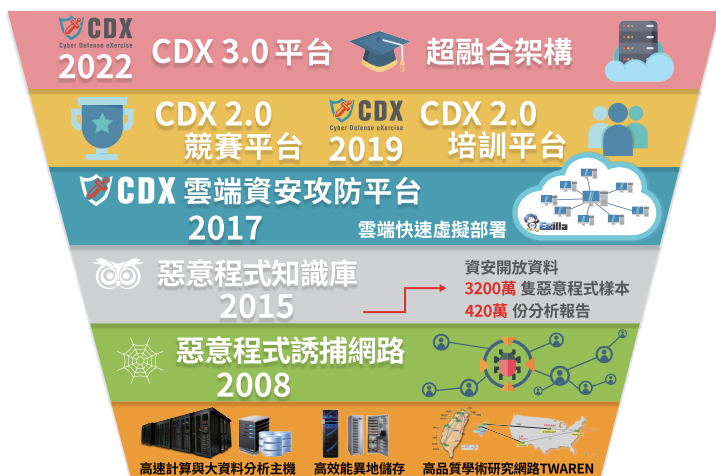 CDX
Cyber Defense eXercise
2022
CDX 3.0 平台
超融合架構
CDX 2.0
競賽平台
CDX
Cyber Defense eXercise
2019
CDX 2.0
培訓平台
CDX 雲端資安攻防平台
2017
雲端快速虛擬部署
Ezilla
惡意程式知識庫
2015
資安開放資料
3200萬 隻惡意程式樣本
420萬 份分析報告
惡意程式誘捕網路
2008
高速計算與大資料分析主機
高效能異地儲存
高品質學術研究網路TWAREN